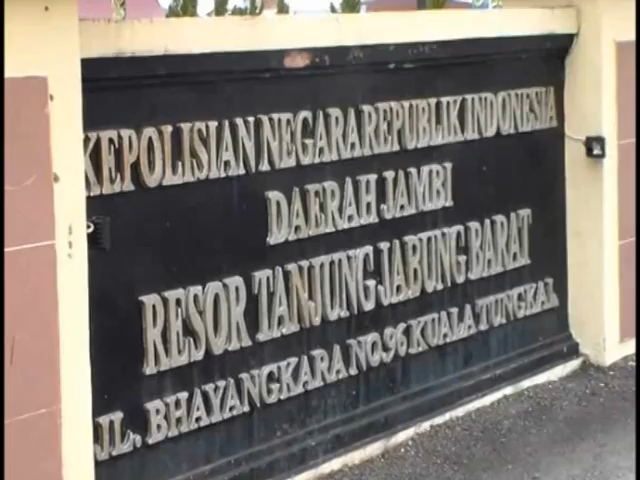 KEPOLISIAN NEGARA REPUBLIK INDONESIA
DAERAH JAMBI
RESOR TANJUNG JABUNG BARAT
JL. BHAYANGKARA NO.96 KUALA TUNGKAL